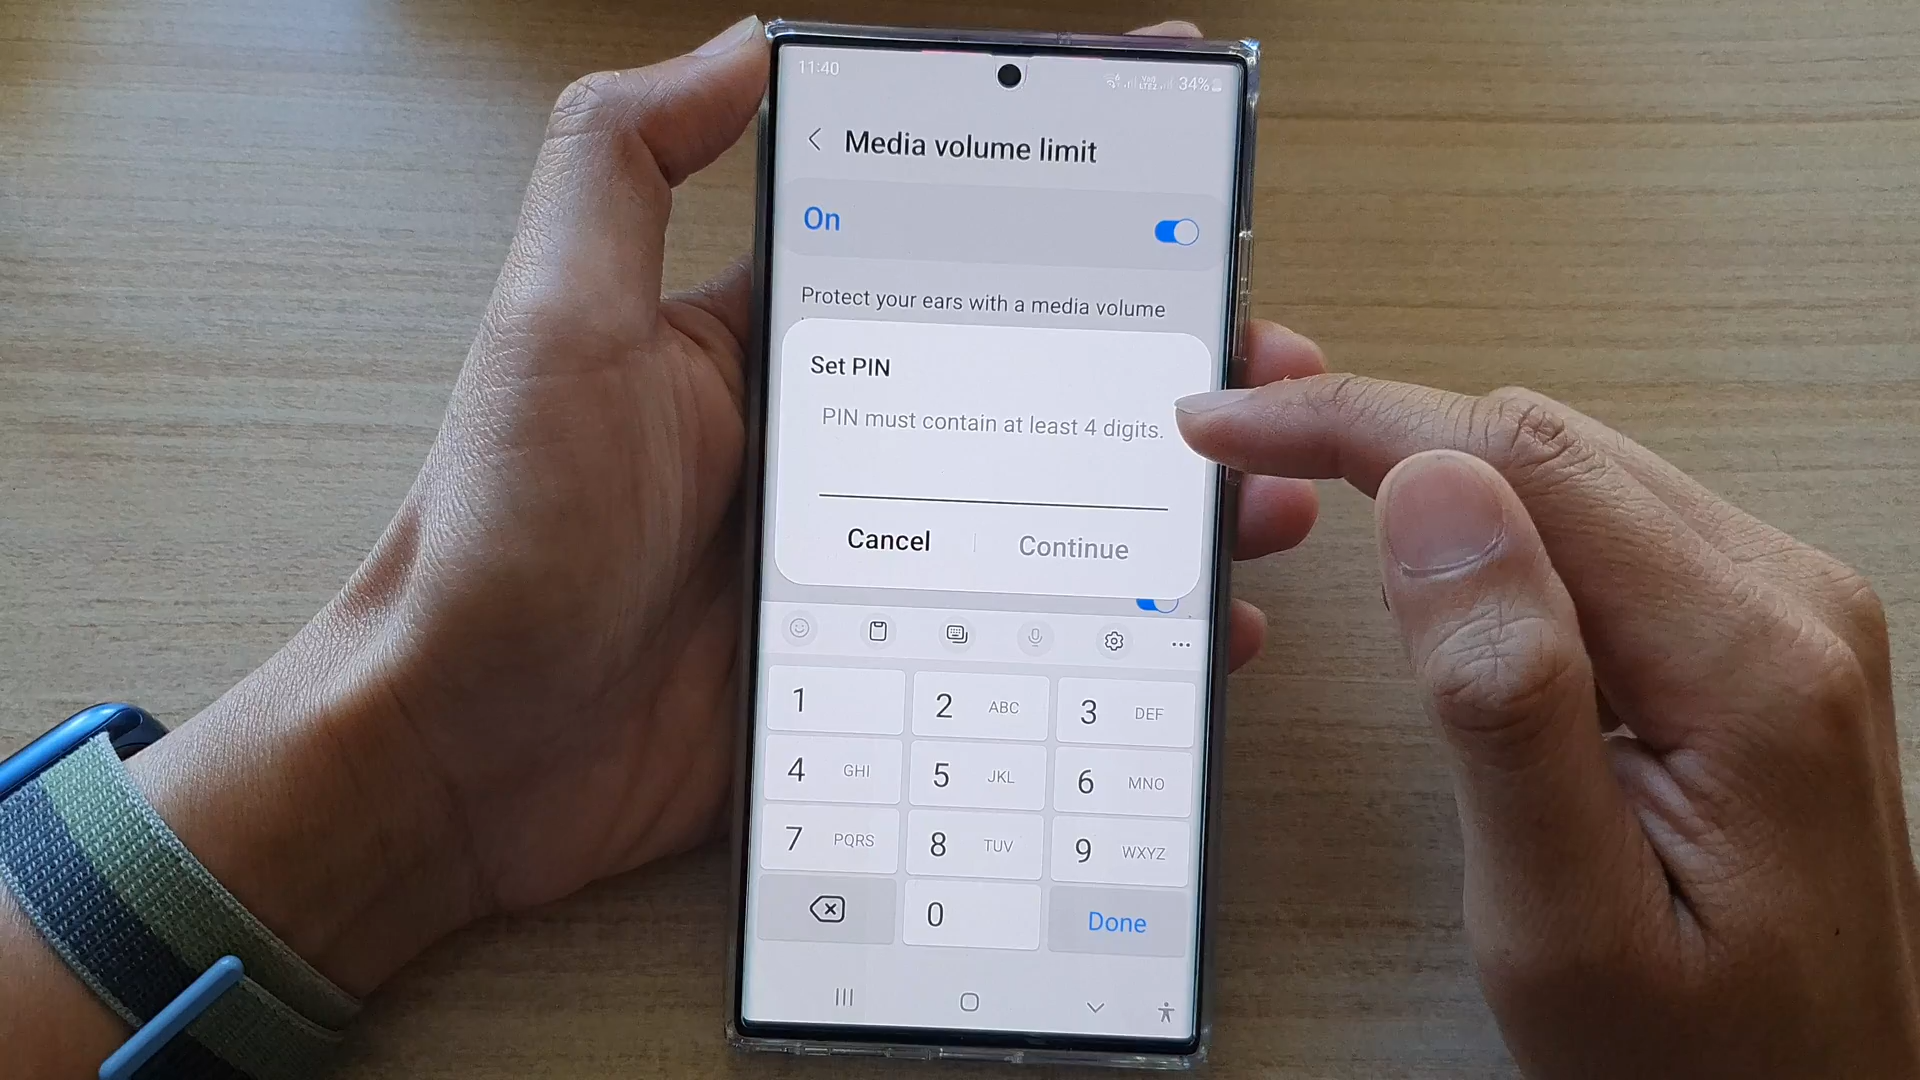 11:40
34%
Media volume limit
On
Protect your ears with a media volume
Set PIN
PIN must contain at least 4 digits.
Cancel
Continue
1
2 ABC
3 DEF
4 GHI
5 JKL
6 MNO
7 PQRS
8 TUV
9 WXYZ
0
Done